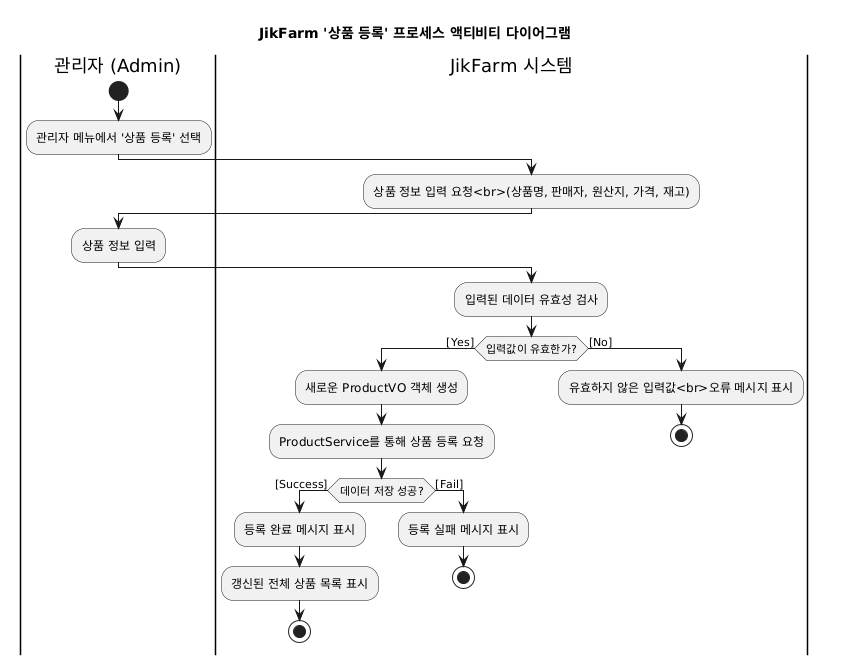 JikFarm '상품 등록' 프로세스 액티비티 다이어그램
관리자 (Admin)
JikFarm 시스템
관리자 메뉴에서 '상품 등록' 선택
상품 정보 입력 요청<br>(상품명, 판매자, 원산지, 가격, 재고)
상품 정보 입력
입력된 데이터 유효성 검사
[Yes]
입력값이 유효한가?
[No]
새로운 ProductVO 객체 생성
유효하지 않은 입력값<br>오류 메시지 표시
ProductService를 통해 상품 등록 요청
[Success]
데이터 저장 성공?
[Fail]
등록 완료 메시지 표시
등록 실패 메시지 표시
갱신된 전체 상품 목록 표시